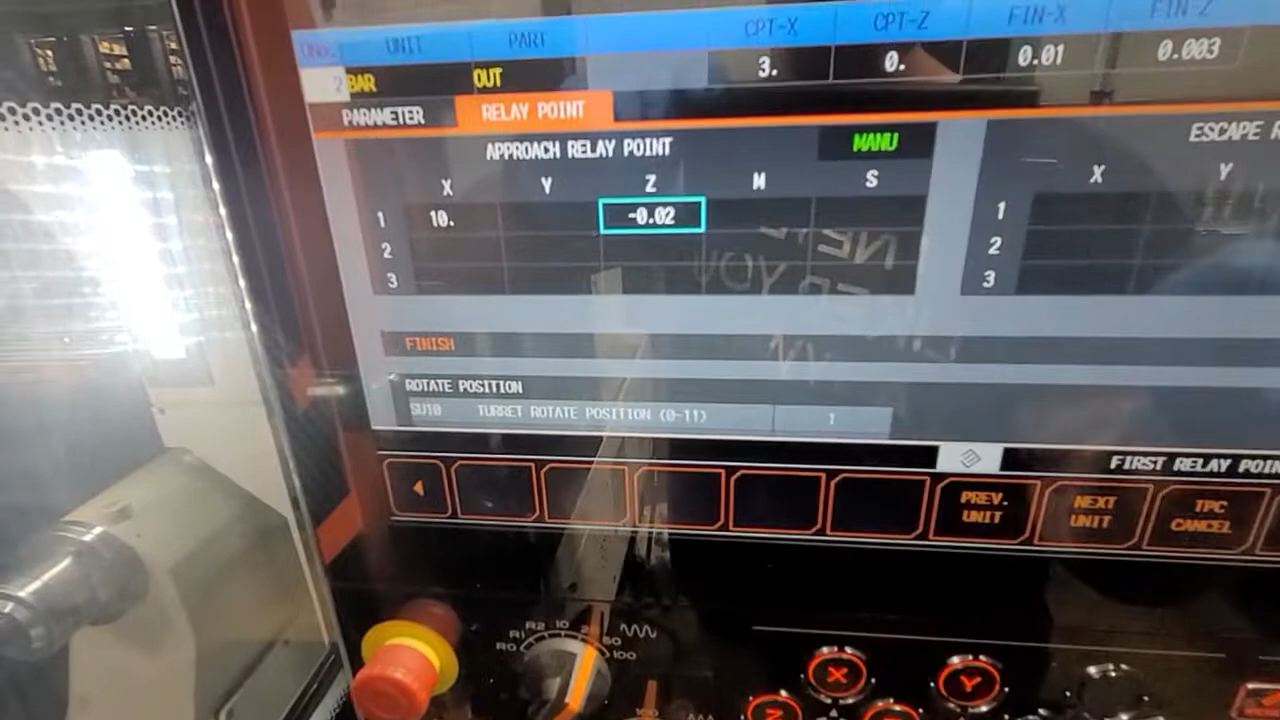 UNo. UNIT PART CPT-X CPT-Z FIN-X FIN-Z
2 BAR OUT 3. 0. 0.01 0.003
PARAMETER RELAY POINT
APPROACH RELAY POINT MANU ESCAPE
X Y Z M S X Y
1 10. -0.02 1
2 2
3 3
FINISH
ROTATE POSITION
SU10 TURRET ROTATE POSITION (0-11) 1
FIRST RELAY POIN
PREV. UNIT
NEXT UNIT
TPC CANCEL
R0 R1 R2 10 25 50 100
X Y
Z